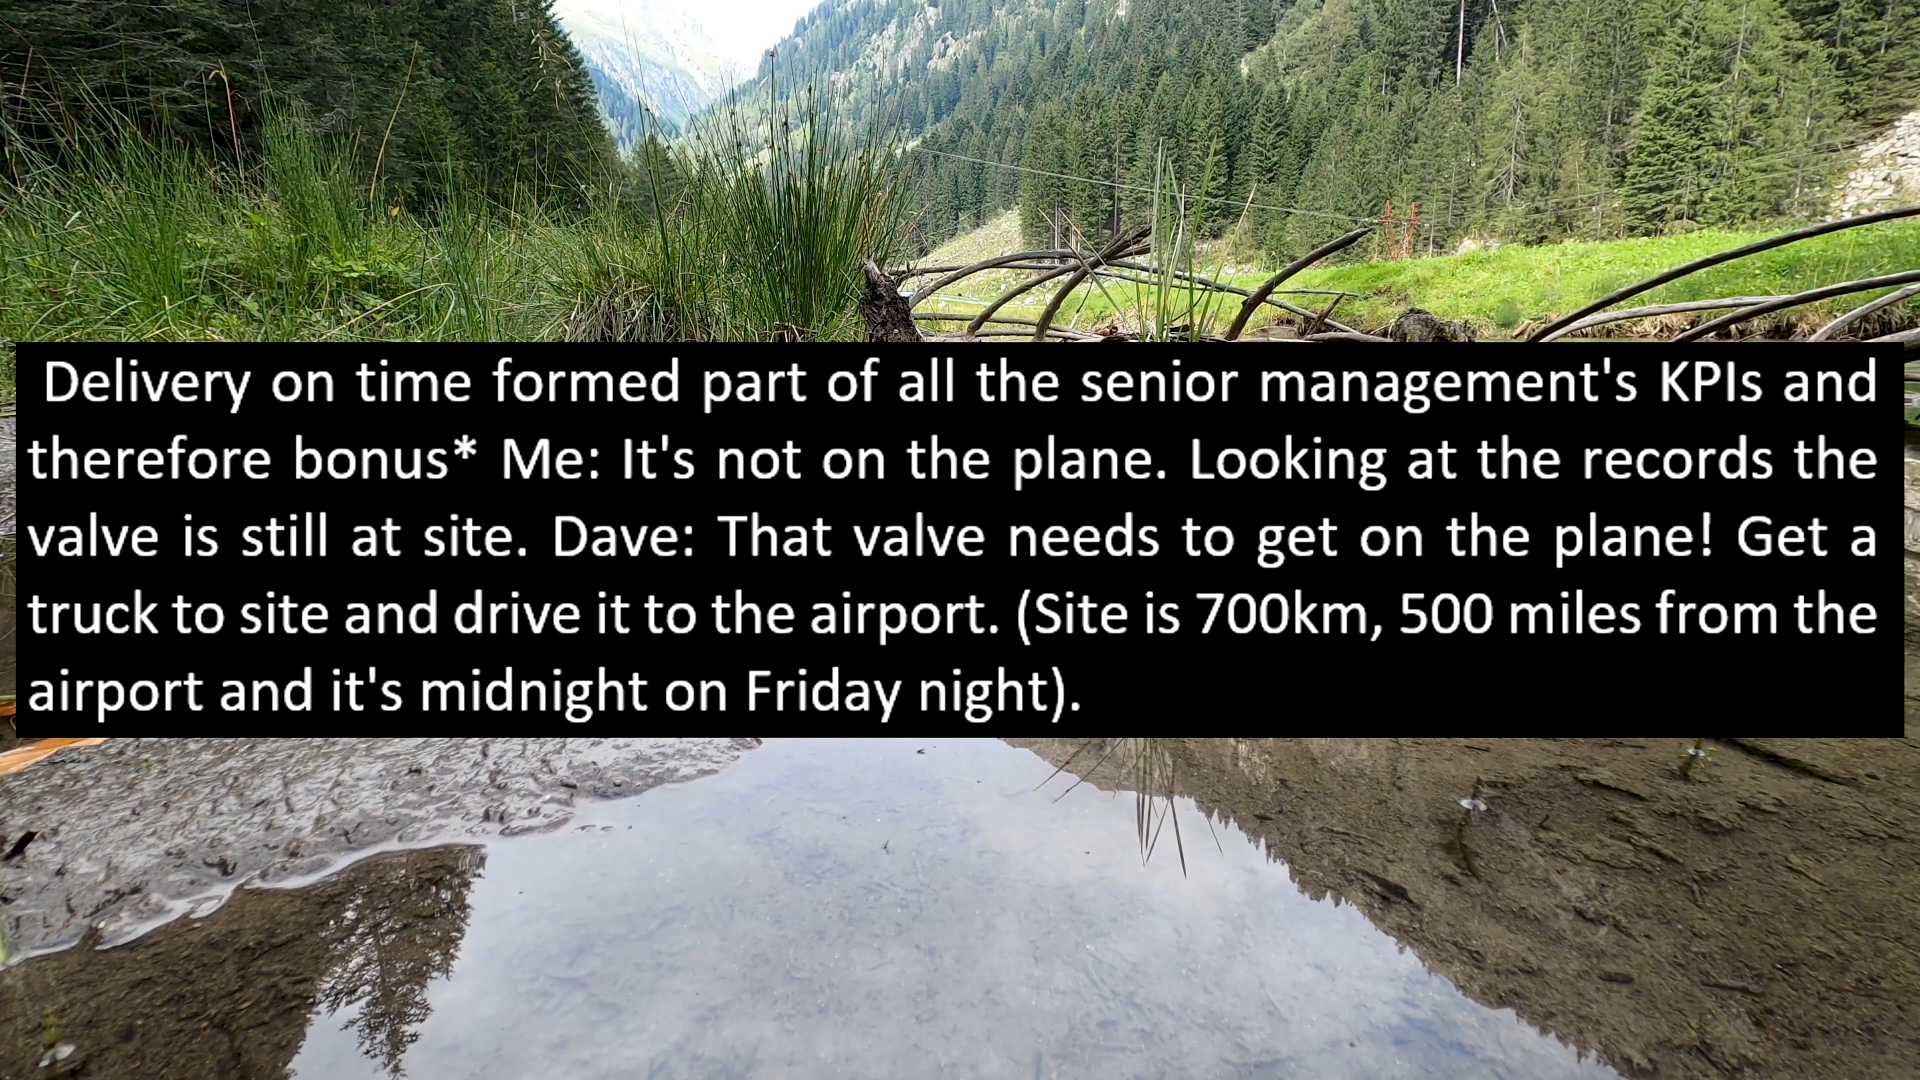 Delivery on time formed part of all the senior management's KPIs and
therefore bonus* Me: It's not on the plane. Looking at the records the
valve is still at site. Dave: That valve needs to get on the plane! Get a
truck to site and drive it to the airport. (Site is 700km, 500 miles from the
airport and it's midnight on Friday night).